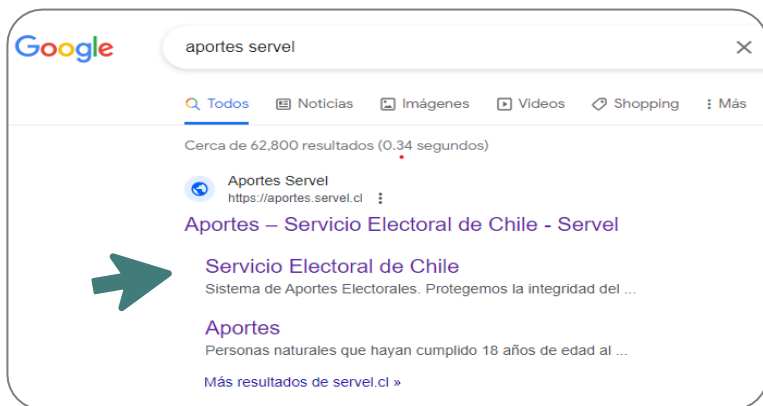 Google
aportes servel
Todos Noticias Imágenes Videos Shopping Más
Cerca de 62,800 resultados (0.34 segundos)
Aportes Servel
https://aportes.servel.cl
Aportes – Servicio Electoral de Chile - Servel
Servicio Electoral de Chile
Sistema de Aportes Electorales. Protegemos la integridad del ...
Aportes
Personas naturales que hayan cumplido 18 años de edad al ...
Más resultados de servel.cl »